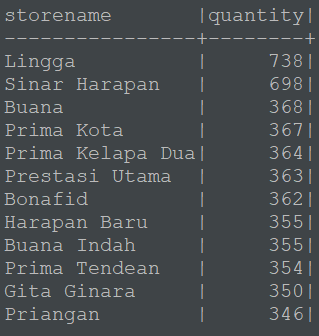 storename       |quantity|
----------------+--------+
Lingga          |     738|
Sinar Harapan   |     698|
Buana           |     368|
Prima Kota      |     367|
Prima Kelapa Dua|     364|
Prestasi Utama  |     363|
Bonafid         |     362|
Harapan Baru    |     355|
Buana Indah     |     355|
Prima Tendean   |     354|
Gita Ginara     |     350|
Priangan        |     346|